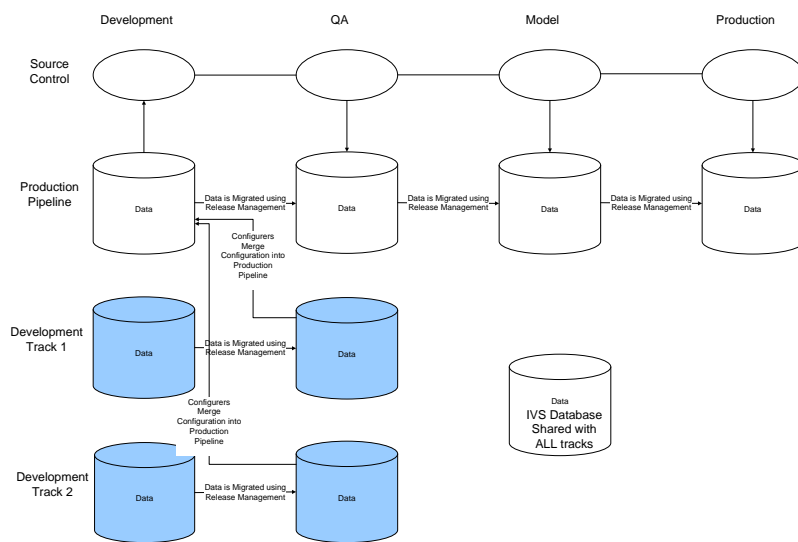 Development
QA
Model
Production
Source
Control
Production
Pipeline
Data
Data is Migrated using
Release Management
Data
Data is Migrated using
Release Management
Data
Data is Migrated using
Release Management
Data
Configurers
Merge
Configuration into
Production
Pipeline
Development
Track 1
Data
Data is Migrated using
Release Management
Data
Configurers
Merge
Configuration into
Production
Pipeline
Data
IVS Database
Shared with
ALL tracks
Development
Track 2
Data
Data is Migrated using
Release Management
Data